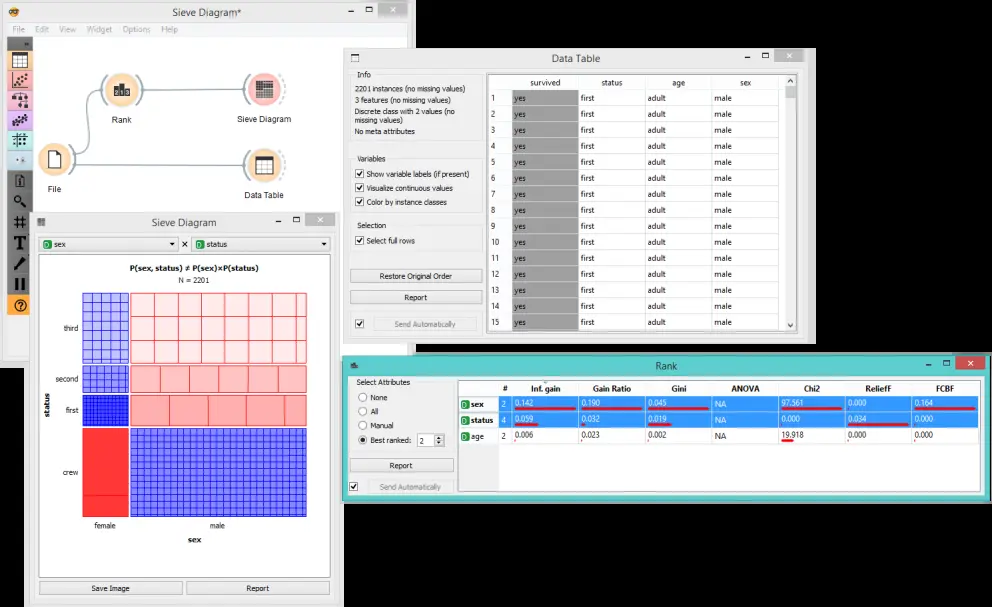 Sieve Diagram*
File Edit View Widget Options Help
Rank
Sieve Diagram
File
Data Table
Sieve Diagram
sex
status
P(sex, status) ≠ P(sex)×P(status)
N = 2201
third
second
first
crew
status
female male
sex
Save Image Report
Data Table
Info
2201 instances (no missing values)
3 features (no missing values)
Discrete class with 2 values (no
missing values)
No meta attributes
Variables
Show variable labels (if present)
Visualize continuous values
Color by instance classes
Selection
Select full rows
Restore Original Order
Report
Send Automatically
survived status age sex
1 yes first adult male
2 yes first adult male
3 yes first adult male
4 yes first adult male
5 yes first adult male
6 yes first adult male
7 yes first adult male
8 yes first adult male
9 yes first adult male
10 yes first adult male
11 yes first adult male
12 yes first adult male
13 yes first adult male
14 yes first adult male
15 yes first adult male
Rank
Select Attributes
None
All
Manual
Best ranked: 2
Report
Send Automatically
# Inf. gain Gain Ratio Gini ANOVA Chi2 ReliefF FCBF
D sex 2 0.142 0.190 0.045 NA 97.561 0.000 0.164
D status 4 0.059 0.032 0.019 NA 0.000 0.034 0.000
D age 2 0.006 0.023 0.002 NA 19.918 0.000 0.000